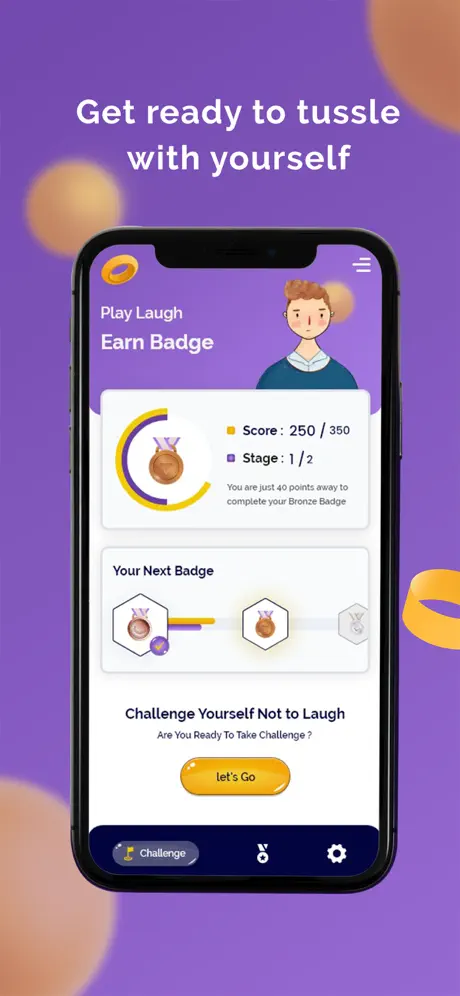 Get ready to tussle
with yourself
Play Laugh
Earn Badge
Score : 250 / 350
Stage : 1 / 2
You are just 40 points away to
complete your Bronze Badge
Your Next Badge
Challenge Yourself Not to Laugh
Are You Ready To Take Challenge ?
let's Go
Challenge